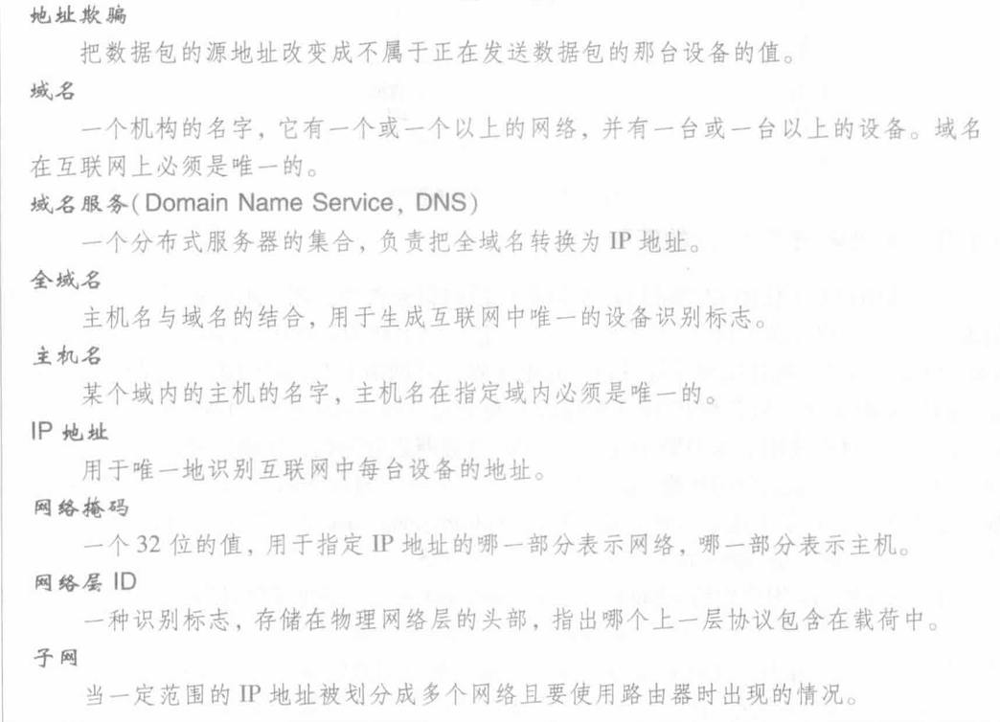 地址欺骗
把数据包的源地址改变成不属于正在发送数据包的那台设备的值。
域名
一个机构的名字，它有一个或一个以上的网络，并有一台或一台以上的设备。域名
在互联网上必须是唯一的。
域名服务(Domain Name Service, DNS)
一个分布式服务器的集合，负责把全域名转换为 IP 地址。
全域名
主机名与域名的结合，用于生成互联网中唯一的设备识别标志。
主机名
某个域内的主机的名字，主机名在指定域内必须是唯一的。
IP 地址
用于唯一地识别互联网中每台设备的地址。
网络掩码
一个 32 位的值，用于指定 IP 地址的哪一部分表示网络，哪一部分表示主机。
网络层 ID
一种识别标志，存储在物理网络层的头部，指出哪个上一层协议包含在载荷中。
子网
当一定范围的 IP 地址被划分成多个网络且要使用路由器时出现的情况。